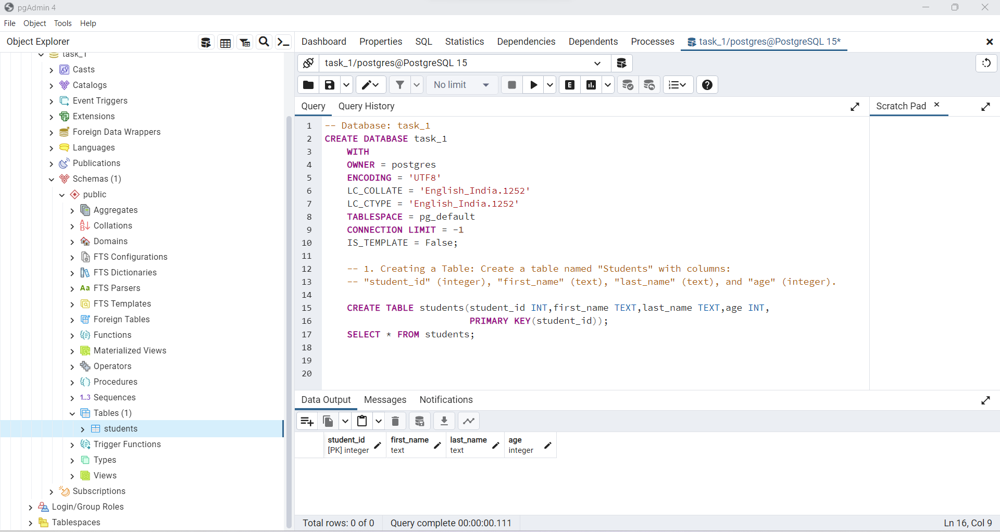 pgAdmin 4
File Object Tools Help
Object Explorer
Dashboard Properties SQL Statistics Dependencies Dependents Processes task_1/postgres@PostgreSQL 15*
task_1
Casts
Catalogs
Event Triggers
Extensions
Foreign Data Wrappers
Languages
Publications
Schemas (1)
public
Aggregates
Collations
Domains
FTS Configurations
FTS Dictionaries
Aa FTS Parsers
FTS Templates
Foreign Tables
Functions
Materialized Views
Operators
Procedures
1..3 Sequences
Tables (1)
students
Trigger Functions
Types
Views
Subscriptions
Login/Group Roles
Tablespaces
task_1/postgres@PostgreSQL 15
No limit E
Query Query History
Scratch Pad
1 -- Database: task_1
2 CREATE DATABASE task_1
3 WITH
4 OWNER = postgres
5 ENCODING = 'UTF8'
6 LC_COLLATE = 'English_India.1252'
7 LC_CTYPE = 'English_India.1252'
8 TABLESPACE = pg_default
9 CONNECTION LIMIT = -1
10 IS_TEMPLATE = False;
11
12 -- 1. Creating a Table: Create a table named "Students" with columns:
13 -- "student_id" (integer), "first_name" (text), "last_name" (text), and "age" (integer).
14
15 CREATE TABLE students(student_id INT,first_name TEXT,last_name TEXT,age INT,
16 PRIMARY KEY(student_id));
17 SELECT * FROM students;
18
19
20
Data Output Messages Notifications
student_id first_name last_name age
[PK] integer text text integer
Total rows: 0 of 0 Query complete 00:00:00.111 Ln 16, Col 9